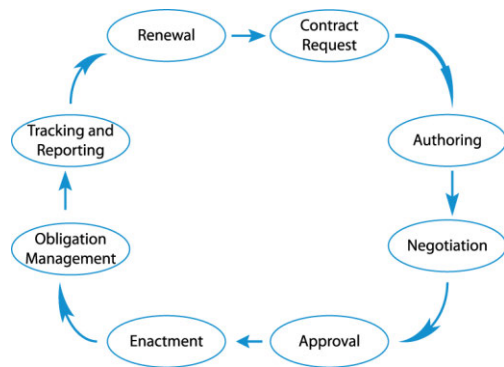 Renewal
Contract
Request
Authoring
Negotiation
Approval
Enactment
Obligation
Management
Tracking and
Reporting